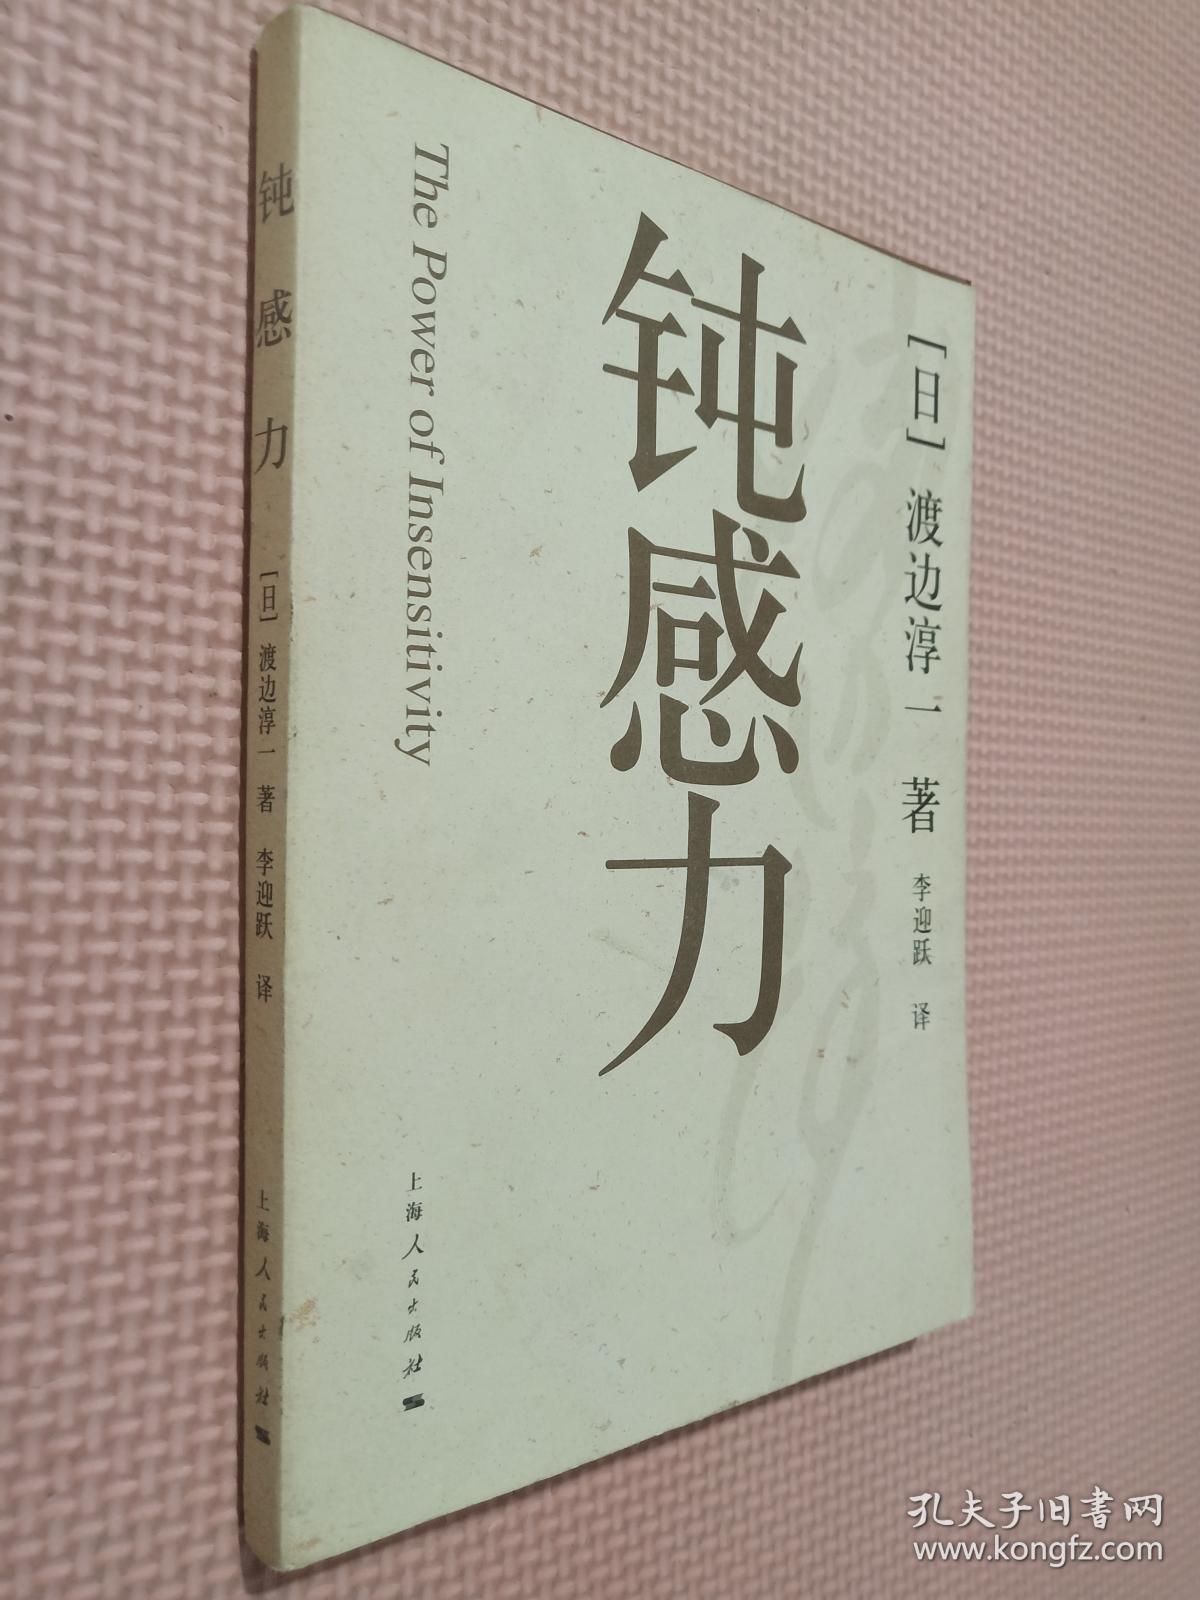 钝感力
[日] 渡边淳一 著 李迎跃 译
上海人民出版社
[日] 渡边淳一 著 李迎跃 译
钝感力
The Power of Insensitivity
上海人民出版社
孔夫子旧书网
www.kongfz.com